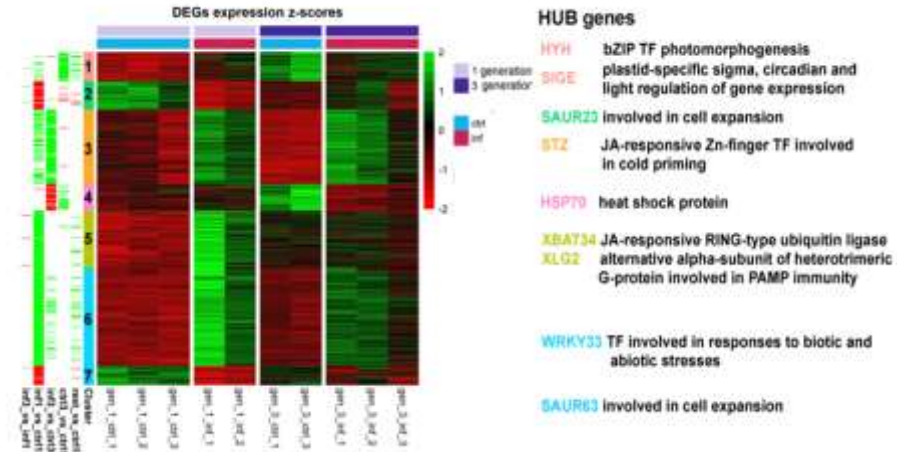 DEGs expression z-scores
HUB genes
HYH bZIP TF photomorphogenesis
SIGE plastid-specific sigma, circadian and
light regulation of gene expression
SAUR23 involved in cell expansion
STZ JA-responsive Zn-finger TF involved
in cold priming
HSP70 heat shock protein
XBAT34 JA-responsive RING-type ubiquitin ligase
XLG2 alternative alpha-subunit of heterotrimeric
G-protein involved in PAMP immunity
WRKY33 TF involved in responses to biotic and
abiotic stresses
SAUR63 involved in cell expansion
2
1
0
-1
-2
1 generation
3 generation
ctrl
inf
1
2
3
4
5
6
7
inf3_vs_inf1
inf1_vs_ctrl1
inf3_vs_ctrl3
ctrl3_vs_ctrl1
Cluster
gen_1_ctrl_1
gen_1_ctrl_2
gen_1_ctrl_3
gen_1_inf_1
gen_1_inf_2
gen_3_ctrl_2
gen_3_ctrl_3
gen_3_inf_1
gen_3_inf_2
gen_3_inf_3